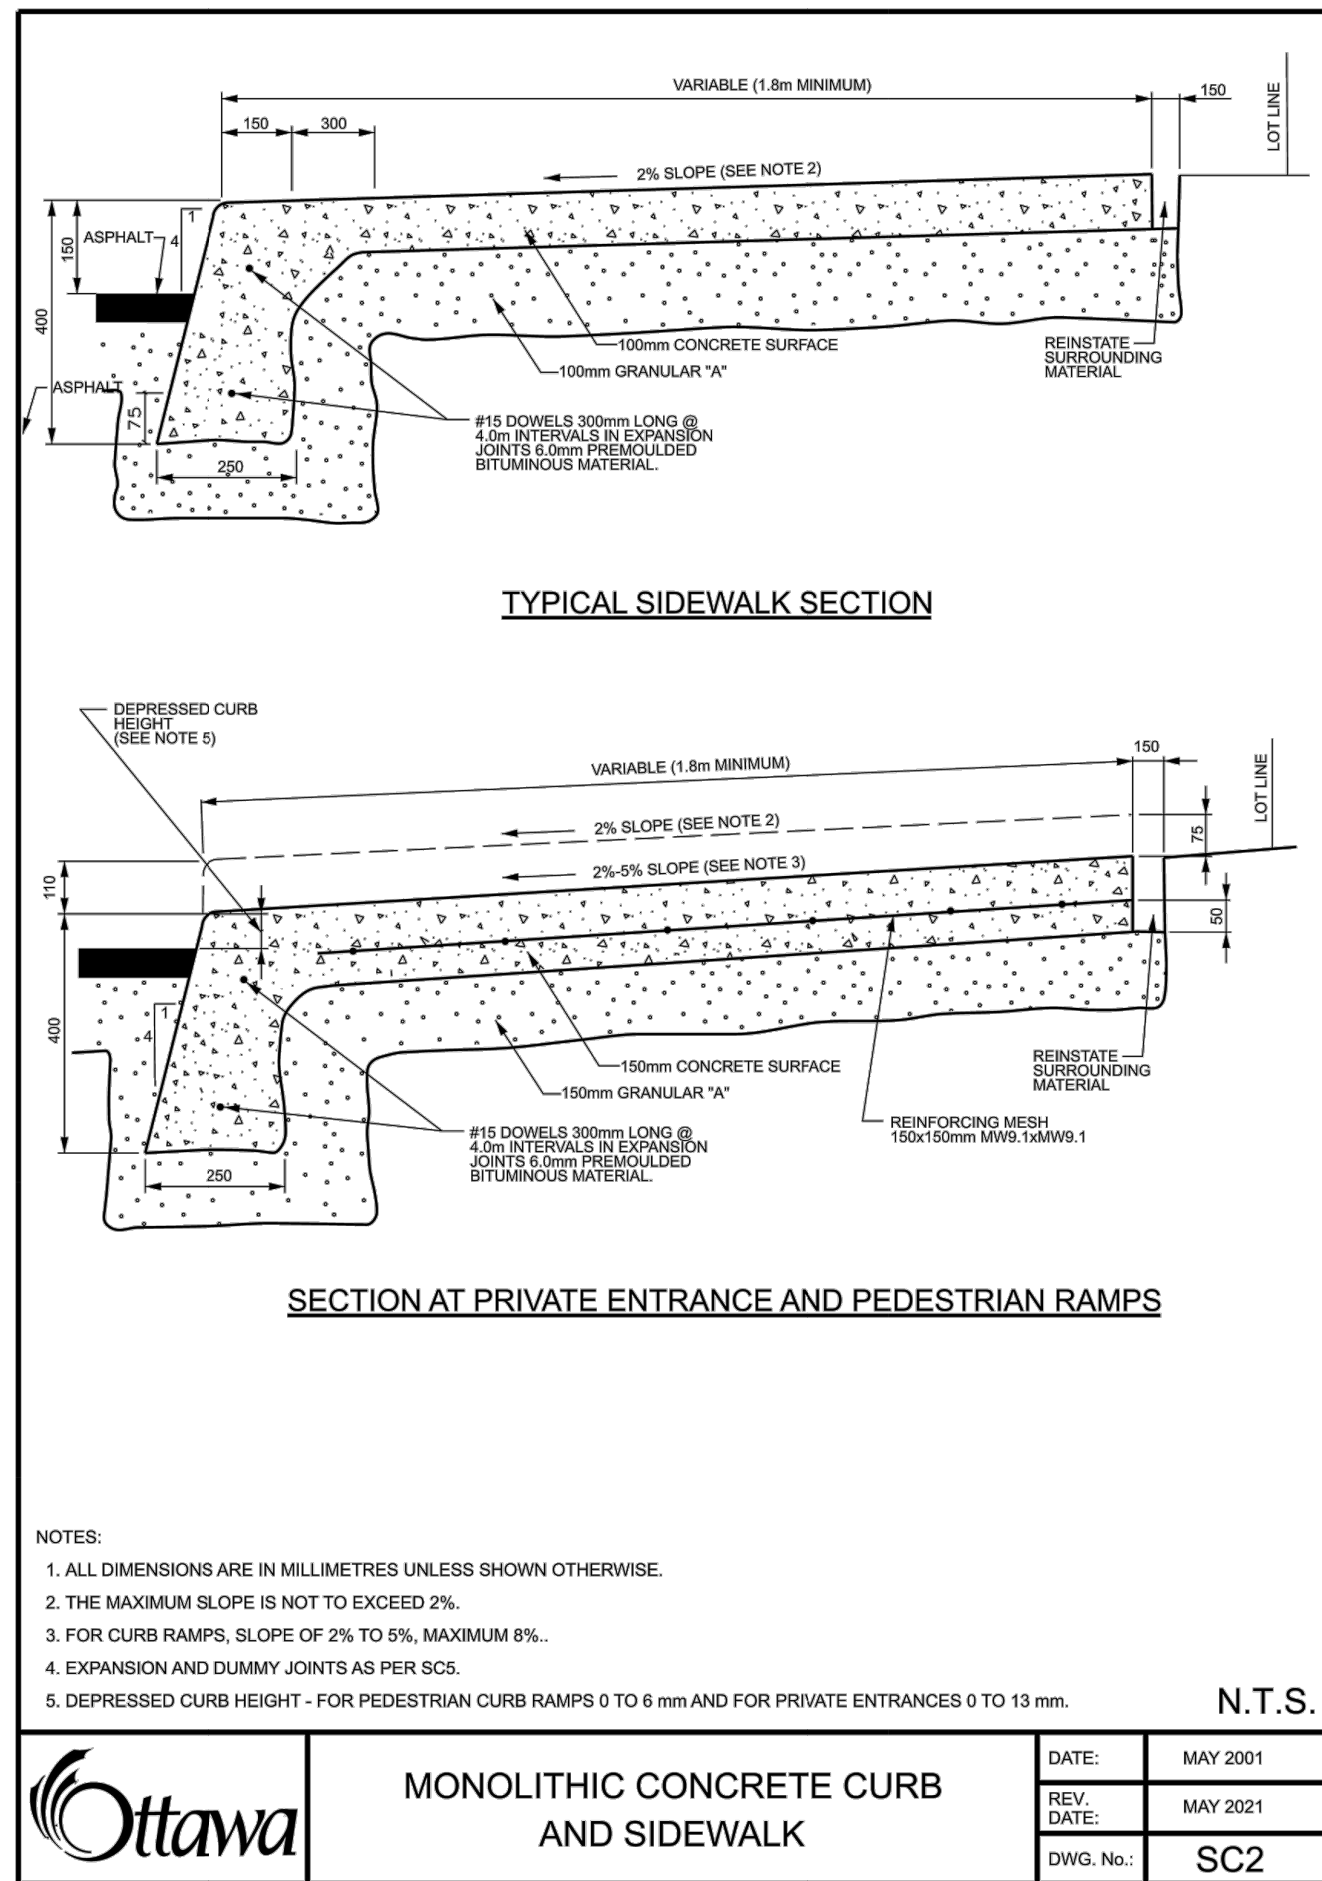 VARIABLE (1.8m MINIMUM)
150
LOT LINE
150
300
2% SLOPE (SEE NOTE 2)
1
4
ASPHALT
150
400
ASPHALT
75
250
100mm CONCRETE SURFACE
100mm GRANULAR "A"
REINSTATE
SURROUNDING
MATERIAL
#15 DOWELS 300mm LONG @
4.0m INTERVALS IN EXPANSION
JOINTS 6.0mm PREMOULDED
BITUMINOUS MATERIAL.
TYPICAL SIDEWALK SECTION
DEPRESSED CURB
HEIGHT
(SEE NOTE 5)
VARIABLE (1.8m MINIMUM)
150
LOT LINE
2% SLOPE (SEE NOTE 2)
75
2%-5% SLOPE (SEE NOTE 3)
110
50
400
1
4
250
150mm CONCRETE SURFACE
150mm GRANULAR "A"
REINSTATE
SURROUNDING
MATERIAL
REINFORCING MESH
150x150mm MW9.1xMW9.1
#15 DOWELS 300mm LONG @
4.0m INTERVALS IN EXPANSION
JOINTS 6.0mm PREMOULDED
BITUMINOUS MATERIAL.
SECTION AT PRIVATE ENTRANCE AND PEDESTRIAN RAMPS
NOTES:
1. ALL DIMENSIONS ARE IN MILLIMETRES UNLESS SHOWN OTHERWISE.
2. THE MAXIMUM SLOPE IS NOT TO EXCEED 2%.
3. FOR CURB RAMPS, SLOPE OF 2% TO 5%, MAXIMUM 8%..
4. EXPANSION AND DUMMY JOINTS AS PER SC5.
5. DEPRESSED CURB HEIGHT - FOR PEDESTRIAN CURB RAMPS 0 TO 6 mm AND FOR PRIVATE ENTRANCES 0 TO 13 mm.
N.T.S.
Ottawa
MONOLITHIC CONCRETE CURB
AND SIDEWALK
DATE: MAY 2001
REV.
DATE: MAY 2021
DWG. No.: SC2